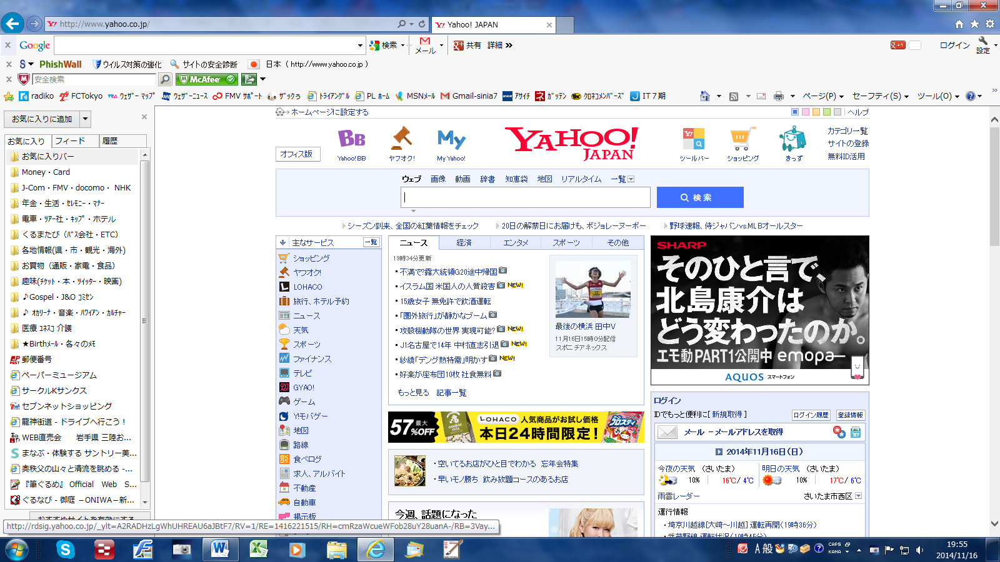 http://www.yahoo.co.jp/
Yahoo! JAPAN
Google
検索
メール
共有
詳細 »
ログイン
設定
PhishWall
ウイルス対策の強化
サイトの安全診断
日本 ( http://www.yahoo.co.jp )
安全検索
McAfee
radiko
FCTokyo
ｳｪｻﾞｰ ﾏｯﾌﾟ
ｳｪｻﾞｰﾆｭｰｽ
FMV ｻﾎﾟｰﾄ
ｻﾞｯｸｩ
ﾄﾗｲｱﾝｸﾞﾙ
PL ﾎｰﾑ
MSNﾒｰﾙ
Gmail-sinia7
ｱｻｲﾁ
ｶﾞｯﾃﾝ
ｸﾛﾈｺﾒﾝﾊﾞｰｽﾞ
IT７期
ページ(P)
セーフティ(S)
ツール(O)
お気に入りに追加
お気に入り
フィード
履歴
お気に入りバー
Money・Card
J-Com・FMV・docomo・ NHK
年金・生活・ｾﾚﾓﾆｰ・ﾏﾅｰ
電車・ﾂｱｰ社・ｷｯﾌﾟ・ホテル
くるまたび（ﾊﾞｽ会社・ETC）
各地情報(県・市・観光・海外)
お買物（通販・家電・食品）
趣味(ﾁｹｯﾄ・本・ﾂｲｯﾀｰ・映画)
♪Gospel・J&O ｺﾐｾﾝ
♪ ｵｶﾘｰﾅ・音楽・ﾊﾜｲｱﾝ・ｶﾙﾁｬｰ
医療 ﾕﾈｽｺ 介護
★Birthﾒｰﾙ・各々のﾒﾓ
郵便番号
ペーパーミュージアム
サークルKサンクス
セブンネットショッピング
龍神街道 - ドライブへ行こう！
WEB直売会 岩手県 三陸お...
まなぶ・体験する サントリー美...
奥秩父の山々と清流を眺める -...
『筆ぐるめ』 Official Web S...
ぐるなび - 御庭 －ONIWA－新...
おすすめサイトを有効にする
http://rdsig.yahoo.co.jp/_ylt=A2RADHzLgWhUHREAU6aJBtF7/RV=1/RE=1416221515/RH=cmRzaWcueWFob28uY28uanA-/RB=3Vay...
ホームページに設定する
ヘルプ
オフィス版
BB
Yahoo! BB
ヤフオク!
My
My Yahoo!
YAHOO!
JAPAN
ツールバー
ショッピング
きっず
カテゴリ一覧
サイトの登録
無料ID活用
ウェブ 画像 動画 辞書 知恵袋 地図 リアルタイム 一覧
検索
シーズン到来、全国の紅葉情報をチェック
20日の解禁日にお届けも、ボジョレーヌーボー
野球速報、侍ジャパンvs.MLBオールスター
主なサービス
一覧
ショッピング
ヤフオク!
LOHACO
旅行、ホテル予約
ニュース
天気
スポーツ
ファイナンス
テレビ
GYAO!
ゲーム
Y!モバゲー
地図
路線
食べログ
求人、アルバイト
不動産
自動車
掲示板
ニュース 経済 エンタメ スポーツ その他
19時34分更新
不満で?露大統領G20途中帰国
イスラム国 米国人の人質殺害 NEW!
15歳女子 無免許で飲酒運転
「圏外旅行」が静かなブーム
攻殻機動隊の世界 実現可能? NEW!
J1名古屋で14年 中村直志引退 NEW!
紗綾「デング熱特需」明かす NEW!
好楽が座布団10枚 社食無料
もっと見る 記事一覧
最後の横浜 田中V
11月16日15時0分配信
スポニチアネックス
57%OFF
最大
LOHACO 人気商品がお試し価格
本日24時間限定!
・空いてるお店がひと目でわかる 忘年会特集
・早いモノ勝ち 飲み放題コースのあるお店
今週、話題になった
SHARP
そのひと言で、
北島康介は
どう変わったのか。
エモ動PART1公開中 emopa
AQUOS スマートフォン
ログイン
IDでもっと便利に[ 新規取得 ]
ログイン履歴
登録情報
メール － メールアドレスを取得
2014年11月16日（日）
今夜の天気 （さいたま）
10% 16℃/ 4℃
明日の天気 （さいたま）
10% 17℃/ 6℃
雨雲レーダー
さいたま市西区
運行情報
・埼京川越線[大崎〜川越] 運転再開（19時36分）
・武蔵野線 運転状況（19時45分）
A 般
CAPS
KANA
19:55
2014/11/16